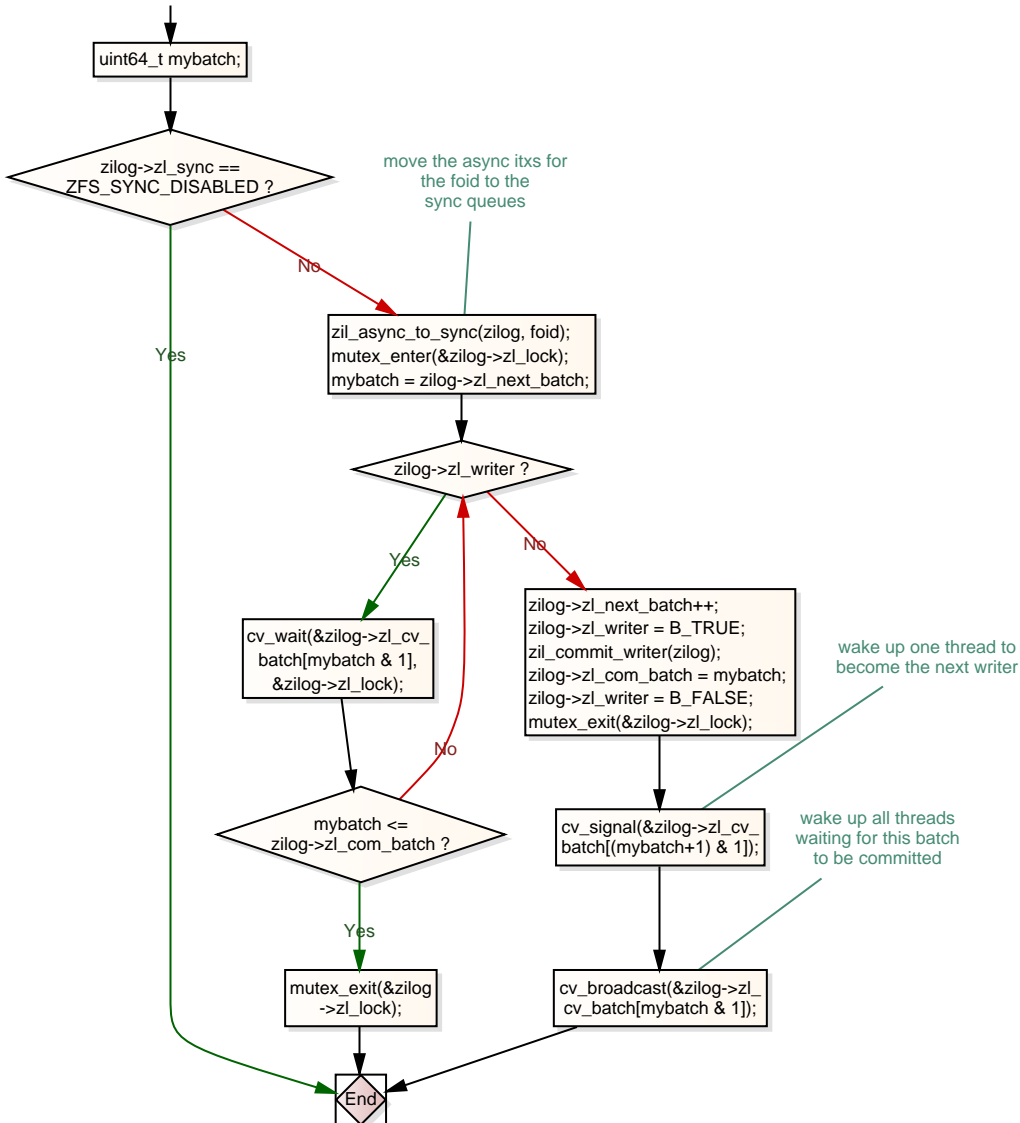 uint64_t mybatch;
zilog->zl_sync ==
ZFS_SYNC_DISABLED ?
move the async itxs for
the foid to the
sync queues
No
Yes
zil_async_to_sync(zilog, foid);
mutex_enter(&zilog->zl_lock);
mybatch = zilog->zl_next_batch;
zilog->zl_writer ?
Yes
No
cv_wait(&zilog->zl_cv_
batch[mybatch & 1],
&zilog->zl_lock);
zilog->zl_next_batch++;
zilog->zl_writer = B_TRUE;
zil_commit_writer(zilog);
zilog->zl_com_batch = mybatch;
zilog->zl_writer = B_FALSE;
mutex_exit(&zilog->zl_lock);
wake up one thread to
become the next writer
No
mybatch <=
zilog->zl_com_batch ?
cv_signal(&zilog->zl_cv_
batch[(mybatch+1) & 1]);
wake up all threads
waiting for this batch
to be committed
Yes
mutex_exit(&zilog
->zl_lock);
cv_broadcast(&zilog->zl_
cv_batch[mybatch & 1]);
End